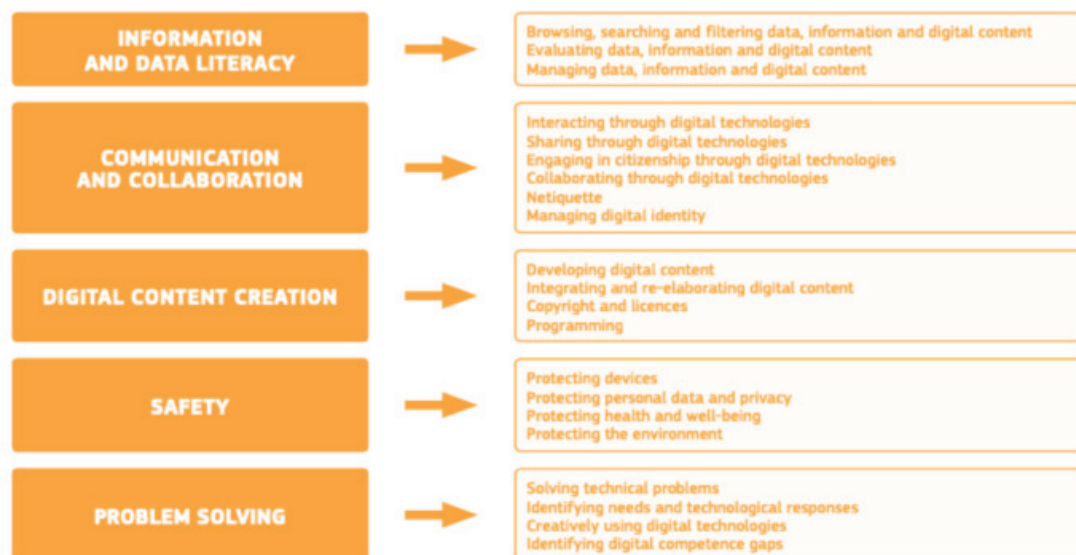 INFORMATION
AND DATA LITERACY
Browsing, searching and filtering data, information and digital content
Evaluating data, information and digital content
Managing data, information and digital content
COMMUNICATION
AND COLLABORATION
Interacting through digital technologies
Sharing through digital technologies
Engaging in citizenship through digital technologies
Collaborating through digital technologies
Netiquette
Managing digital identity
DIGITAL CONTENT CREATION
Developing digital content
Integrating and re-elaborating digital content
Copyright and licences
Programming
SAFETY
Protecting devices
Protecting personal data and privacy
Protecting health and well-being
Protecting the environment
PROBLEM SOLVING
Solving technical problems
Identifying needs and technological responses
Creatively using digital technologies
Identifying digital competence gaps